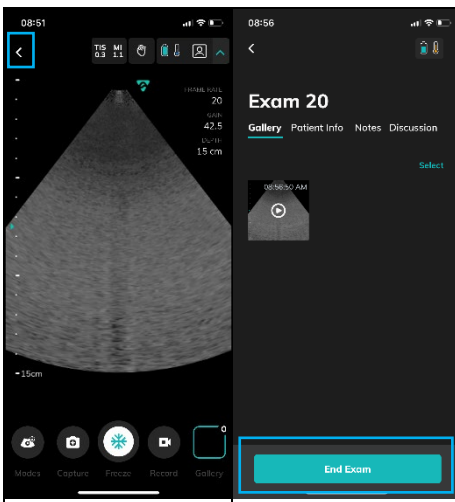 08:51
TIS MI
0.3 1.1
FRAME RATE
20
GAIN
42.5
DEPTH
15 cm
15cm
0
Modes Capture Freeze Record Gallery
08:56
Exam 20
Gallery Patient Info Notes Discussion
Select
08:56:50 AM
End Exam